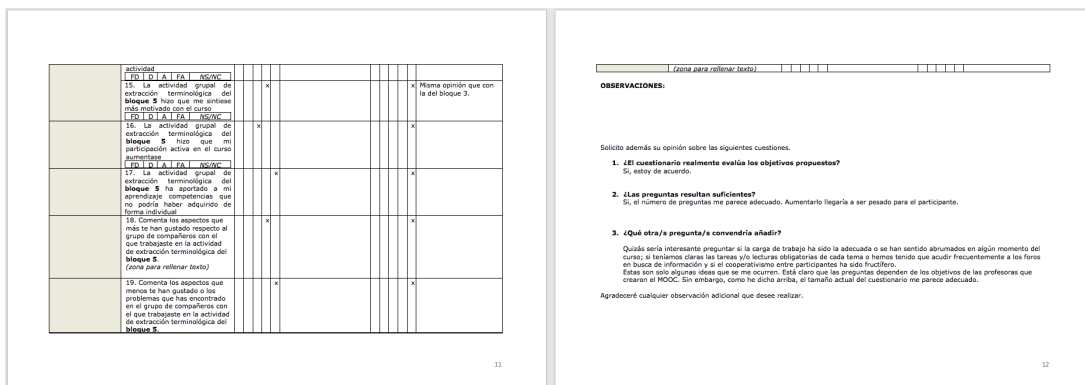 actividad
FD D A FA NS/NC
15. La actividad grupal de
extracción terminológica del
bloque 5 hizo que me sintiese
más motivado con el curso
FD D A FA NS/NC
x
x
Misma opinión que con
la del bloque 3.
16. La actividad grupal de
extracción terminológica del
bloque 5 hizo que mi
participación activa en el curso
aumentase
FD D A FA NS/NC
x
x
17. La actividad grupal de
extracción terminológica del
bloque 5 ha aportado a mi
aprendizaje competencias que
no podría haber adquirido de
forma individual
x
x
18. Comenta los aspectos que
más te han gustado respecto al
grupo de compañeros con el
que trabajaste en la actividad
de extracción terminológica del
bloque 5.
(zona para rellenar texto)
x
x
19. Comenta los aspectos que
menos te han gustado o los
problemas que has encontrado
en el grupo de compañeros con
el que trabajaste en la actividad
de extracción terminológica del
bloque 5.
x
x
11
(zona para rellenar texto)
OBSERVACIONES:
Solicito además su opinión sobre las siguientes cuestiones.
1. ¿El cuestionario realmente evalúa los objetivos propuestos?
Si, estoy de acuerdo.
2. ¿Las preguntas resultan suficientes?
Si, el número de preguntas me parece adecuado. Aumentarlo llegaría a ser pesado para el participante.
3. ¿Qué otra/s pregunta/s convendría añadir?
Quizás sería interesante preguntar si la carga de trabajo ha sido la adecuada o se han sentido abrumados en algún momento del
curso; si teníamos claras las tareas y/o lecturas obligatorias de cada tema o hemos tenido que acudir frecuentemente a los foros
en busca de información y si el cooperativismo entre participantes ha sido fructífero.
Estas son solo algunas ideas que se me ocurren. Está claro que las preguntas dependen de los objetivos de las profesoras que
crearon el MOOC. Sin embargo, como he dicho arriba, el tamaño actual del cuestionario me parece adecuado.
Agradeceré cualquier observación adicional que desee realizar.
12